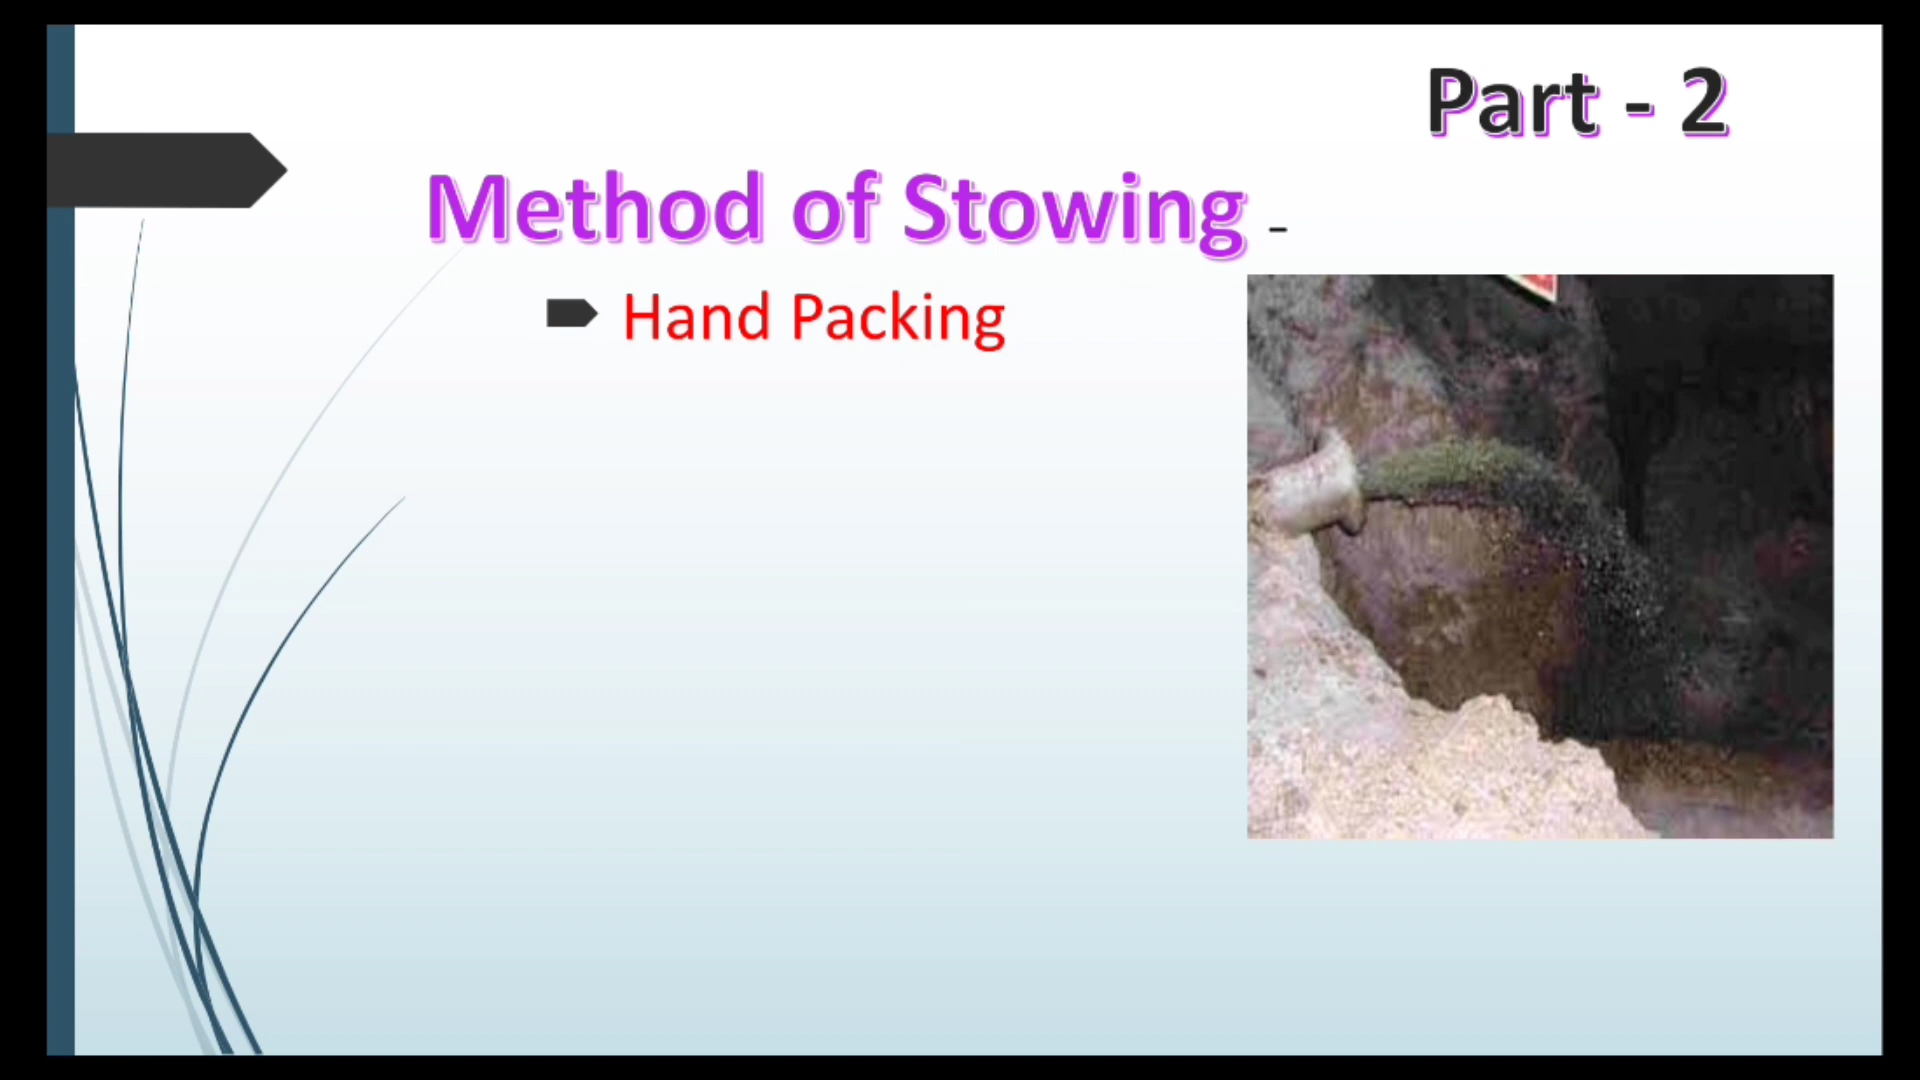 Part - 2
Method of Stowing -
Hand Packing